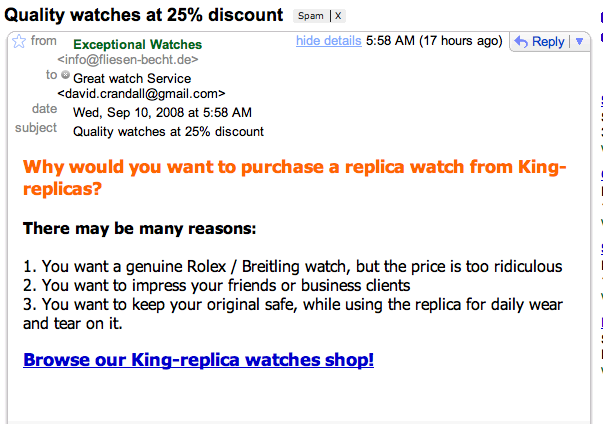 Quality watches at 25% discount Spam | X
from Exceptional Watches hide details 5:58 AM (17 hours ago) Reply
<info@fliesen-becht.de>
to Great watch Service
<david.crandall@gmail.com>
date Wed, Sep 10, 2008 at 5:58 AM
subject Quality watches at 25% discount
Why would you want to purchase a replica watch from King-
replicas?
There may be many reasons:
1. You want a genuine Rolex / Breitling watch, but the price is too ridiculous
2. You want to impress your friends or business clients
3. You want to keep your original safe, while using the replica for daily wear
and tear on it.
Browse our King-replica watches shop!